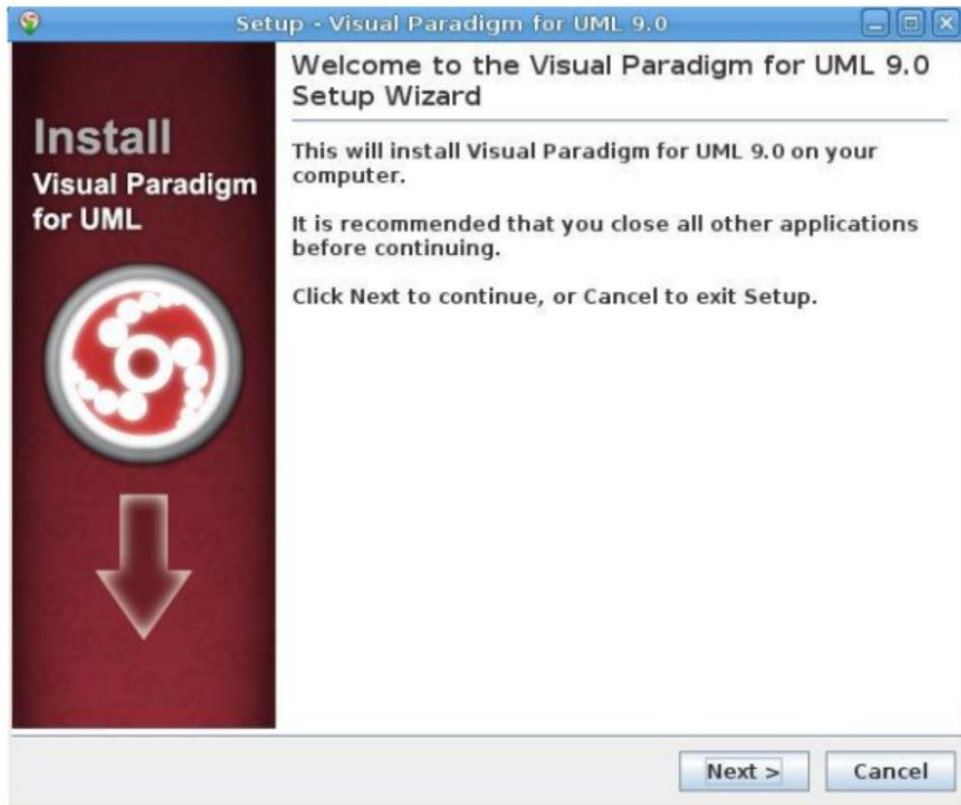 Setup - Visual Paradigm for UML 9.0
Install
Visual Paradigm
for UML
Welcome to the Visual Paradigm for UML 9.0
Setup Wizard
This will install Visual Paradigm for UML 9.0 on your
computer.
It is recommended that you close all other applications
before continuing.
Click Next to continue, or Cancel to exit Setup.
Next >
Cancel